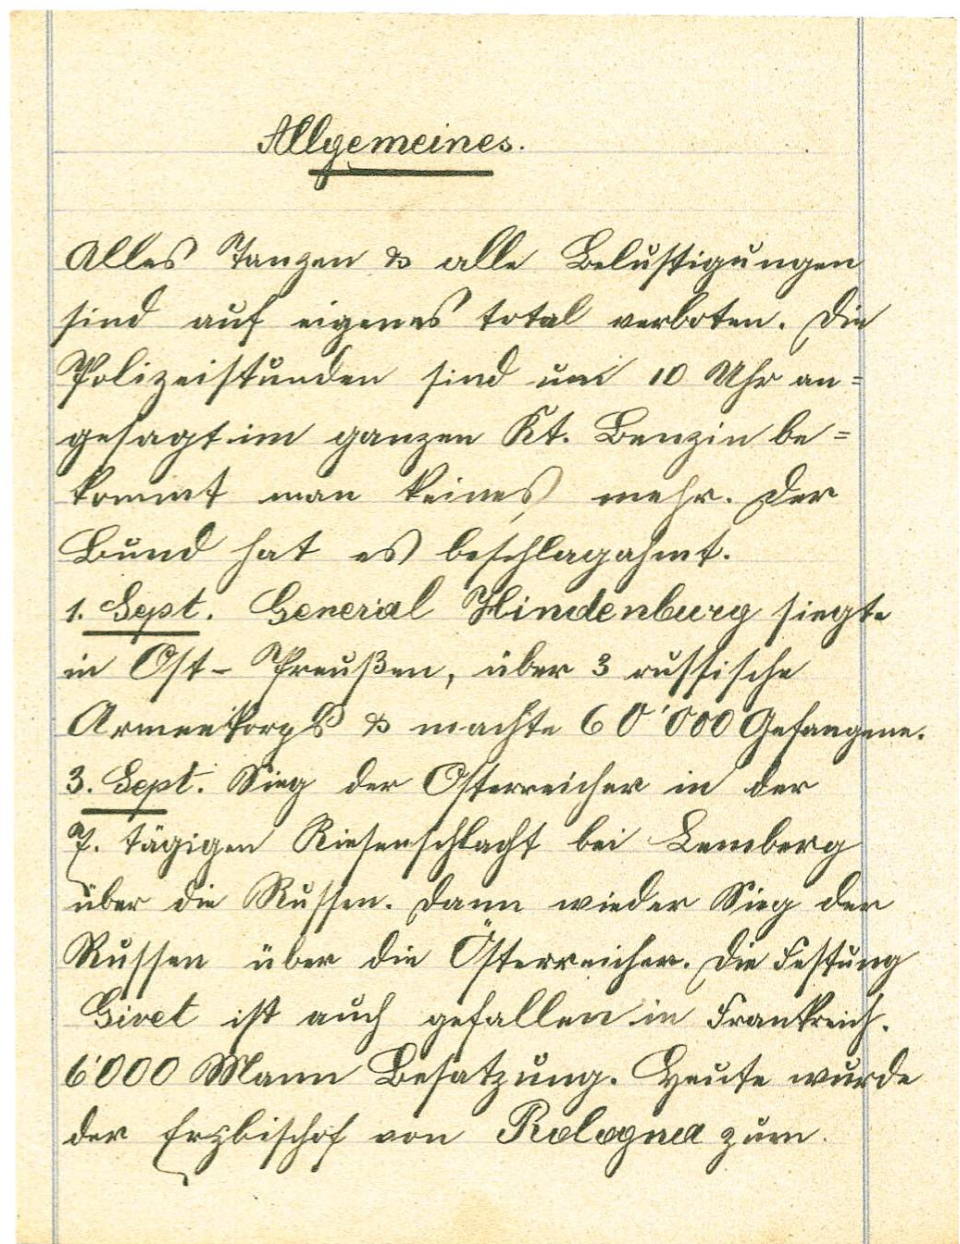 Allgemeines.
Alles Tanzen & alle Belustigungen
sind auf eigenes total verboten. Die
Polizeistunden sind um 10 Uhr an=
gesagt im ganzen Kt. Benzin be=
kommt man keines mehr. Der
Bund hat es beschlagahmt.
1. Sept. General Hindenburg siegte
in Ost- Preußen, über 3 russische
Armeekorps & machte 60'000 Gefangene.
3. Sept. Sieg der Österreicher in der
7. tägigen Riesenschlacht bei Lemberg
über die Russen. Dann wieder Sieg der
Russen über die Österreicher. Die Festung
Givet ist auch gefallen in Frankreich.
6'000 Mann Besatzung. Heute wurde
der Erzbischof von Bologna zum